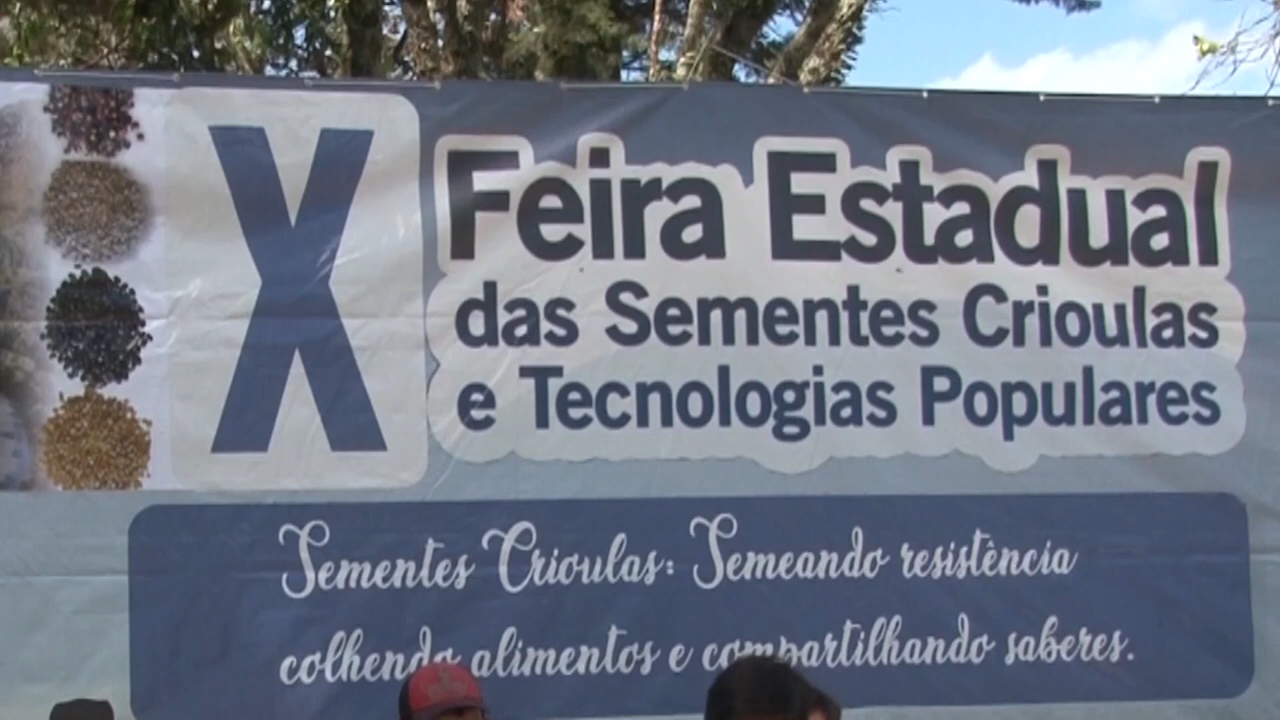 X
Feira Estadual
das Sementes Crioulas
e Tecnologias Populares
Sementes Crioulas: Semeando resistência
colhendo alimentos e compartilhando saberes.